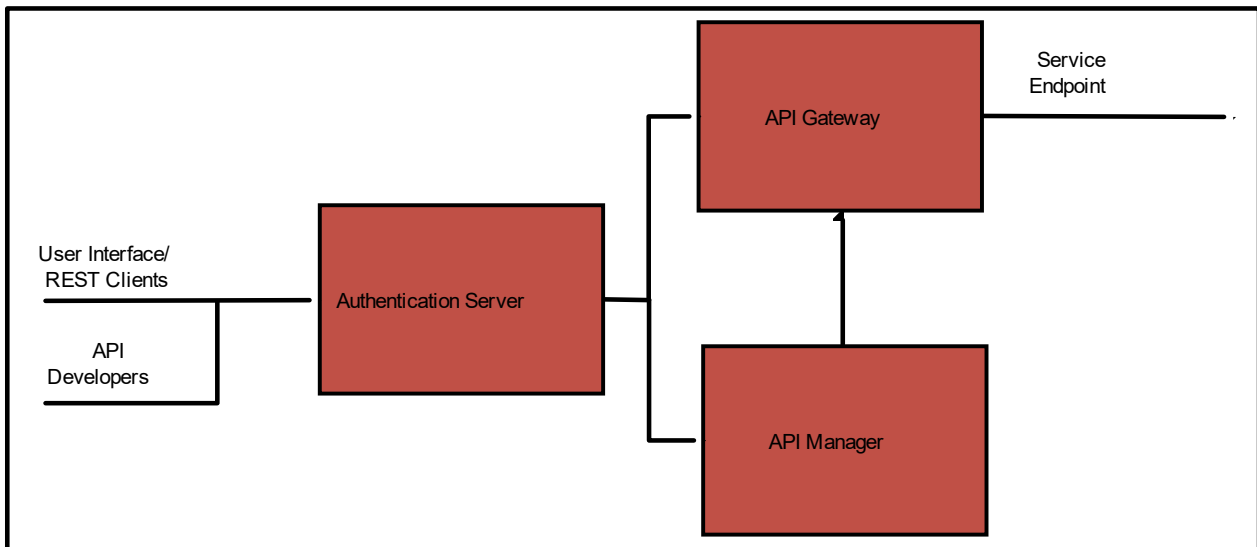 User Interface/
REST Clients
API
Developers
Authentication Server
API Gateway
API Manager
Service
Endpoint